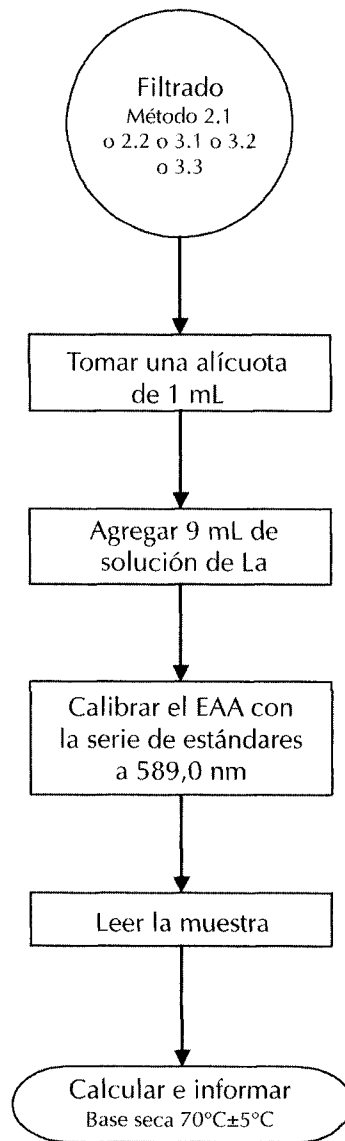 Filtrado
Método 2.1
o 2.2 o 3.1 o 3.2
o 3.3
Tomar una alícuota
de 1 mL
Agregar 9 mL de
solución de La
Calibrar el EAA con
la serie de estándares
a 589,0 nm
Leer la muestra
Calcular e informar
Base seca 70°C±5°C